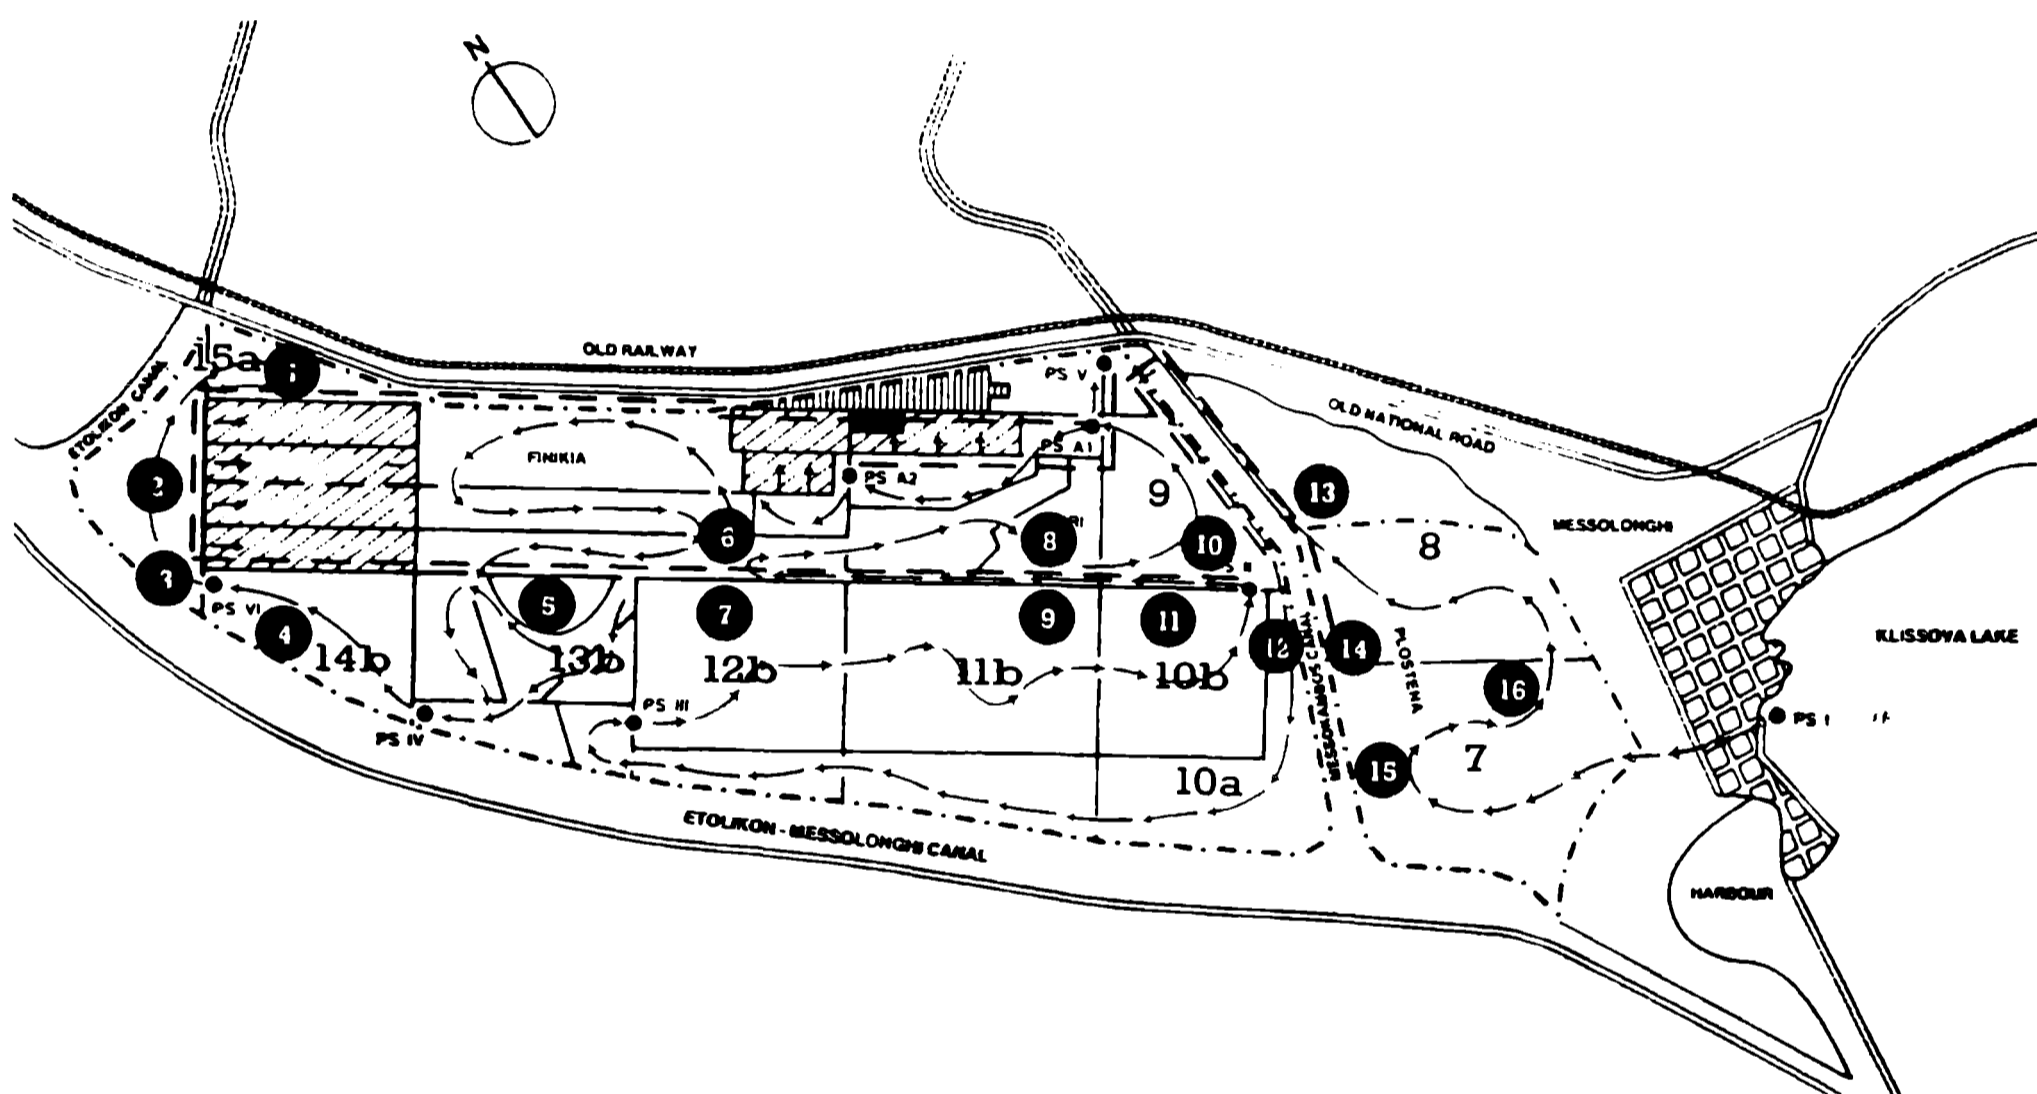 N
OLD RAILWAY
15a
ETOLIKON CANAL
PS V
OLD NATIONAL ROAD
FINIKIA
PS A1
PS A2
2
9
13
6
8
10
8
MESSOLONGHI
3
PS VI
4
5
7
9
11
12
14
14b
13b
12b
11b
10b
MESSOKAMBOS CANAL
PLOSTENA
16
KLISSOVA LAKE
PS III
PS IV
PS I
15
7
10a
ETOLIKON - MESSOLONGHI CANAL
HARBOUR